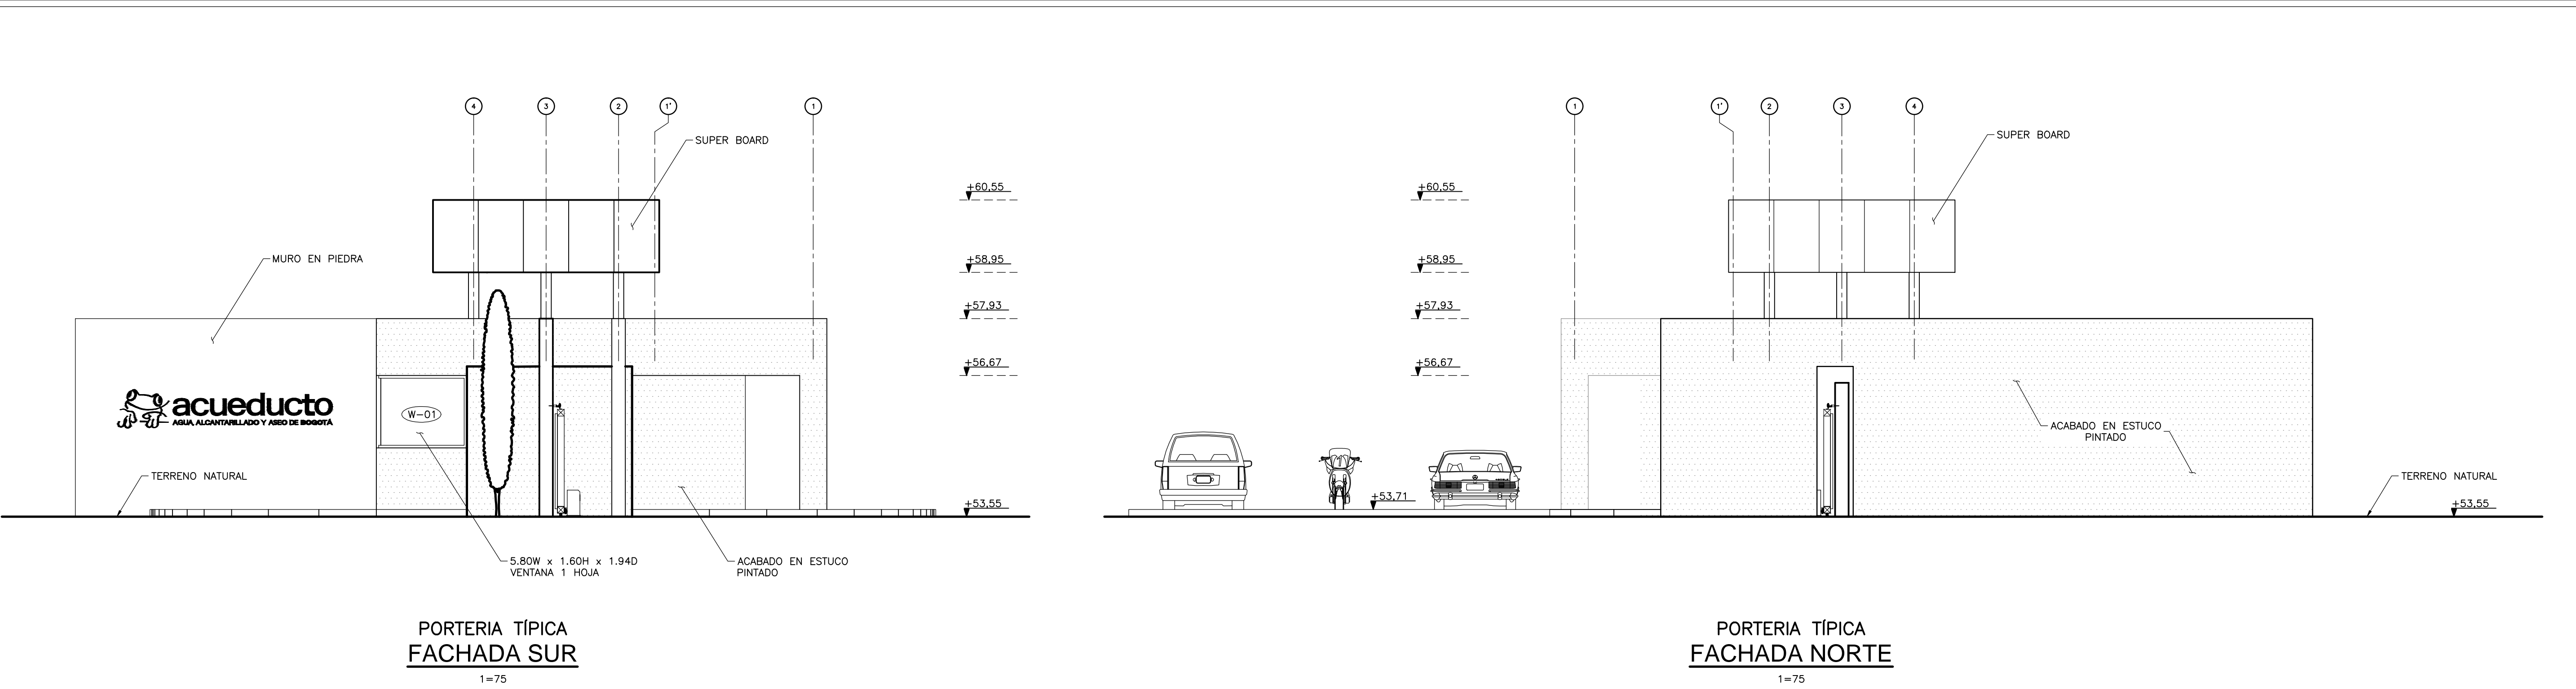 4
3
2
1'
1
SUPER BOARD
+60,55
+58,95
MURO EN PIEDRA
+57,93
+56,67
acueducto
AGUA, ALCANTARILLADO Y ASEO DE BOGOTÁ
W-01
TERRENO NATURAL
+53,55
5.80W x 1.60H x 1.94D
VENTANA 1 HOJA
ACABADO EN ESTUCO
PINTADO
PORTERIA TÍPICA
FACHADA SUR
1=75
1
1'
2
3
4
SUPER BOARD
+60,55
+58,95
+57,93
+56,67
ACABADO EN ESTUCO
PINTADO
TERRENO NATURAL
+53,71
+53,55
PORTERIA TÍPICA
FACHADA NORTE
1=75